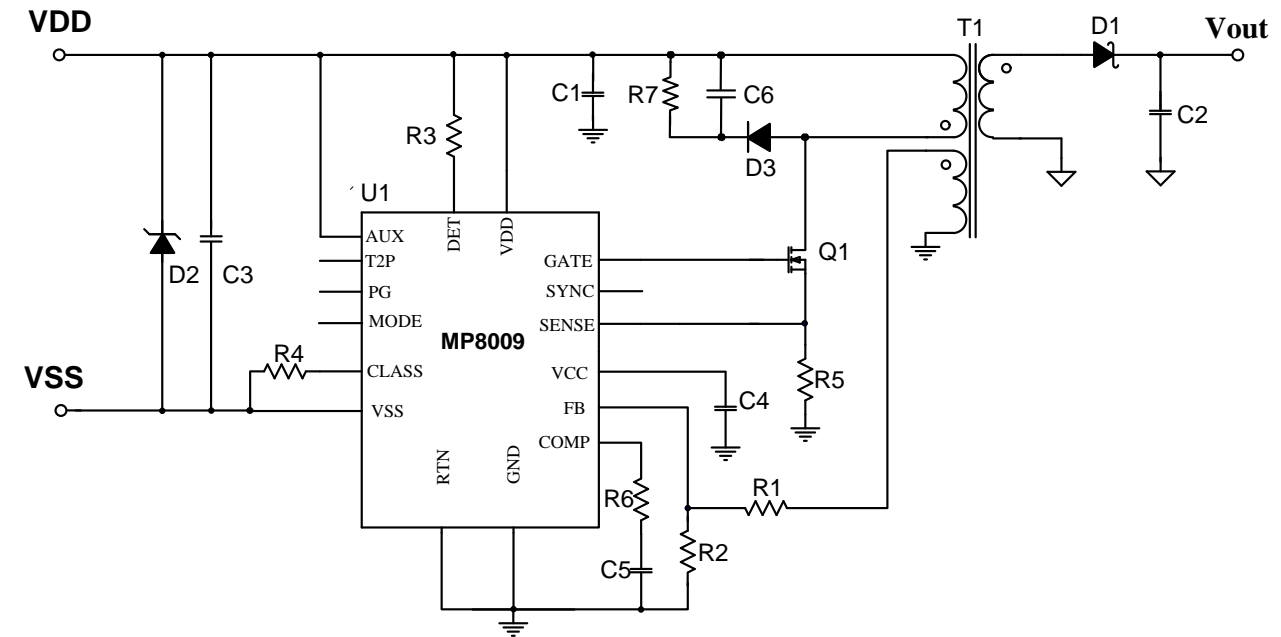 VDD
T1
D1
Vout
C1
R7
C6
C2
R3
D3
U1
DET
VDD
AUX
T2P
PG
MODE
CLASS
VSS
MP8009
GATE
SYNC
SENSE
VCC
FB
COMP
RTN
GND
Q1
D2
C3
R4
VSS
R5
C4
R1
R6
R2
C5